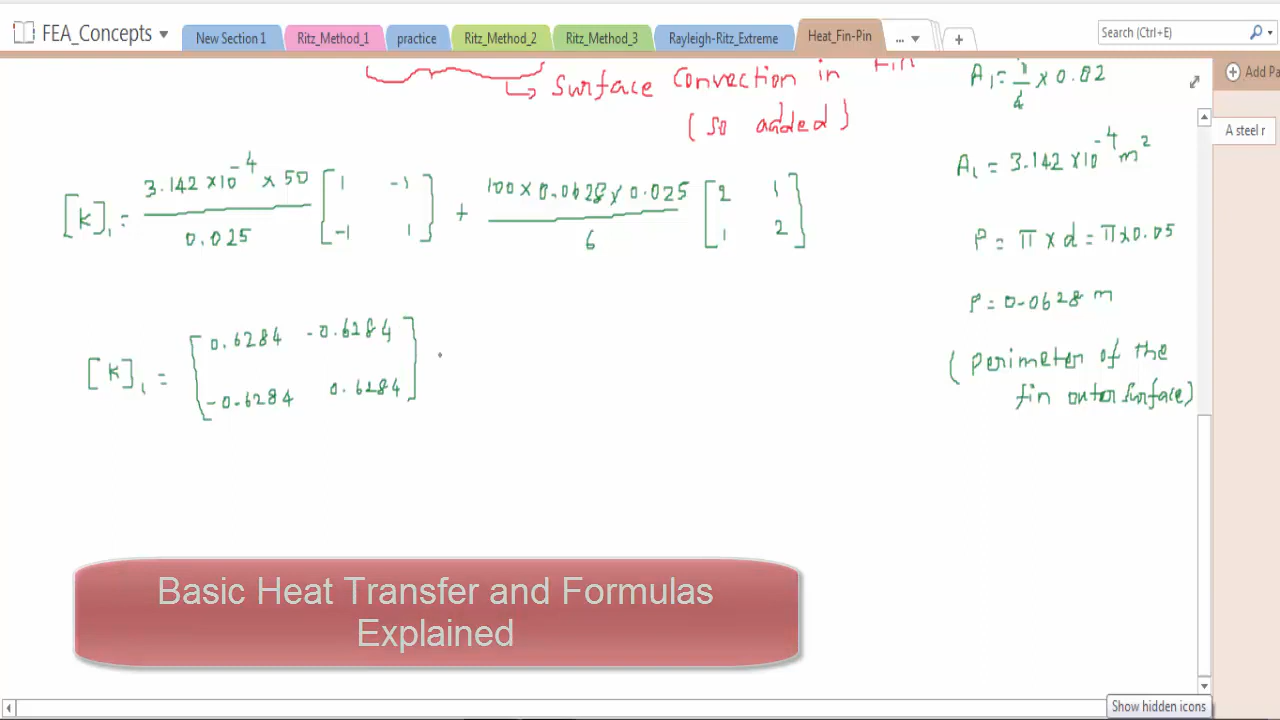 FEA_Concepts
New Section 1 Ritz_Method_1 practice Ritz_Method_2 Ritz_Method_3 Rayleigh-Ritz_Extreme Heat_Fin-Pin ... +
Search (Ctrl+E)
Add Pa
A steel r
Surface Convection in Fin
(so added)
A₁ = π/4 × 0.02
A₁ = 3.142 ×10⁻⁴ m²
P = π × d = π×0.05
P = 0.0628 m
(perimeter of the
fin outer surface)
[K]₁ = 3.142 ×10⁻⁴ × 50 / 0.025 [1 -1 -1 1] + 100 × 0.0628 × 0.025 / 6 [2 1 1 2]
[K]₁ = [0.6284 -0.6284 -0.6284 0.6284]
Basic Heat Transfer and Formulas
Explained
Show hidden icons